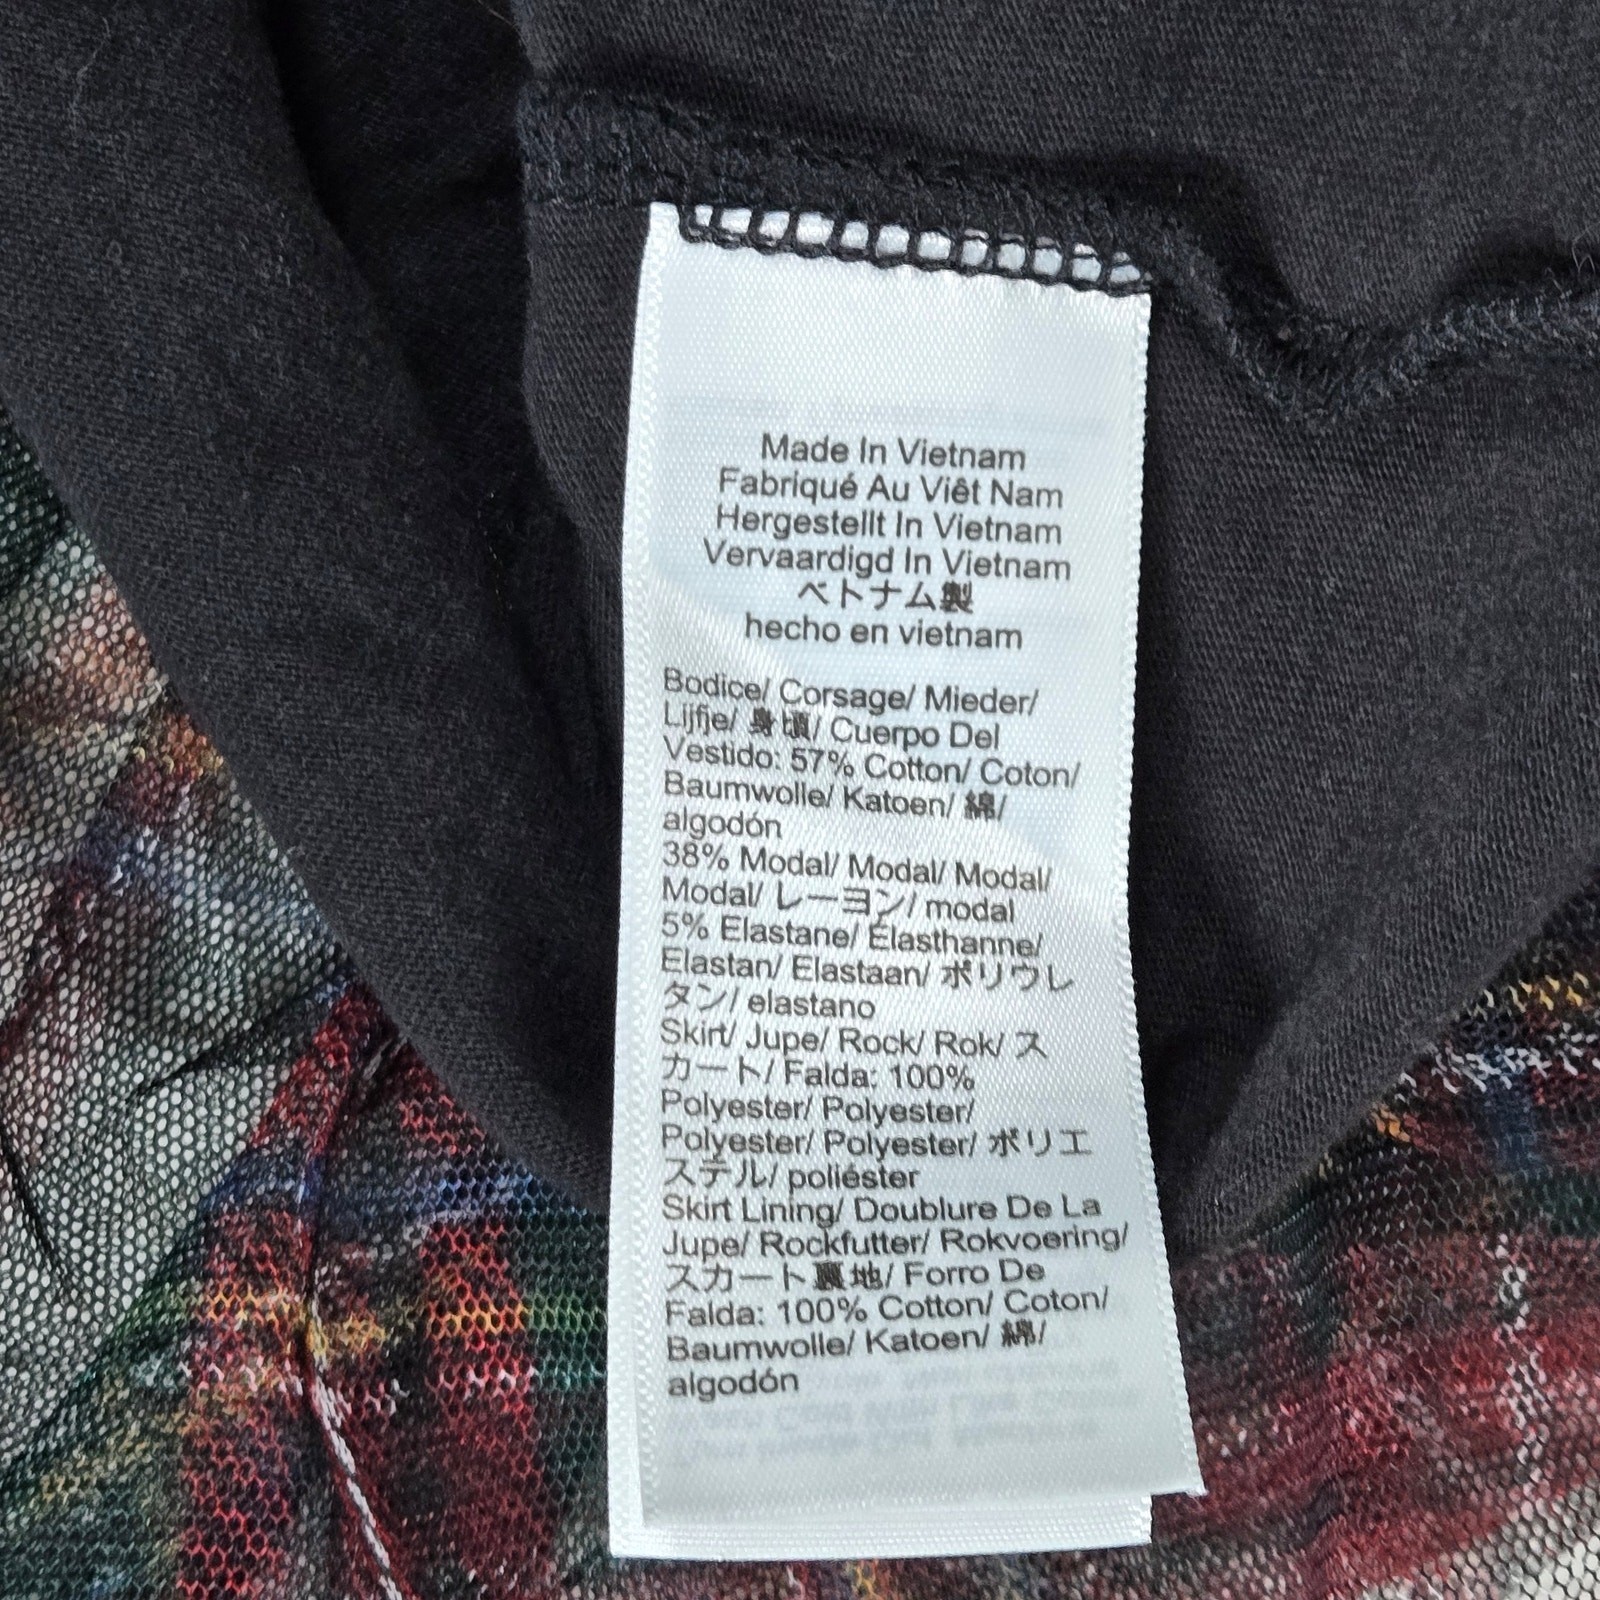 Made In Vietnam
Fabriqué Au Viêt Nam
Hergestellt In Vietnam
Vervaardigd In Vietnam
ベトナム製
hecho en vietnam
Bodice/ Corsage/ Mieder/
Lijfje/ 身頃/ Cuerpo Del
Vestido: 57% Cotton/ Coton/
Baumwolle/ Katoen/ 綿/
algodón
38% Modal/ Modal/ Modal/
Modal/ レーヨン/ modal
5% Elastane/ Élasthanne/
Elastan/ Elastaan/ ポリウレ
タン/ elastano
Skirt/ Jupe/ Rock/ Rok/ ス
カート/ Falda: 100%
Polyester/ Polyester/
Polyester/ Polyester/ ポリエ
ステル/ poliéster
Skirt Lining/ Doublure De La
Jupe/ Rockfutter/ Rokvoering/
スカート裏地/ Forro De
Falda: 100% Cotton/ Coton/
Baumwolle/ Katoen/ 綿/
algodón